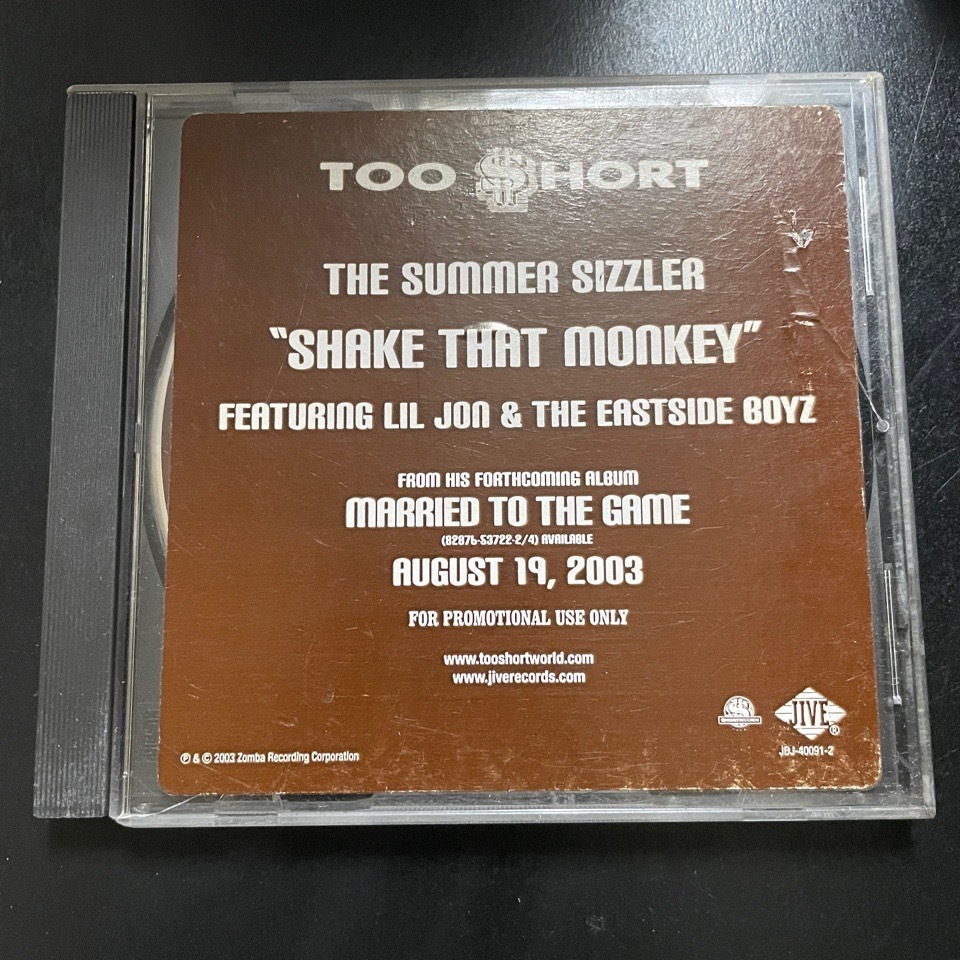 TOO $HORT
THE SUMMER SIZZLER
"SHAKE THAT MONKEY"
FEATURING LIL JON & THE EASTSIDE BOYZ
FROM HIS FORTHCOMING ALBUM
MARRIED TO THE GAME
(82876-53722-2/4) AVAILABLE
AUGUST 19, 2003
FOR PROMOTIONAL USE ONLY
www.tooshortworld.com
www.jiverecords.com
JIVE®
JBJ-40091-2
℗ & © 2003 Zomba Recording Corporation